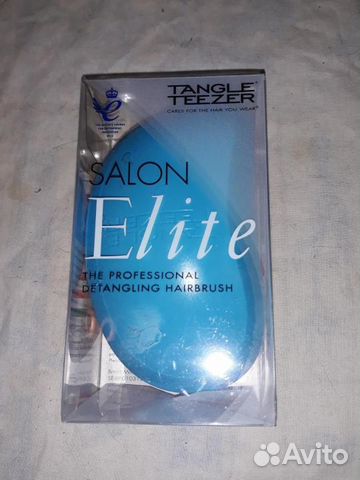 TANGLE
TEEZER®
CARES FOR THE HAIR YOU WEAR®
SALON
Elite
THE PROFESSIONAL
DETANGLING HAIRBRUSH
Avito